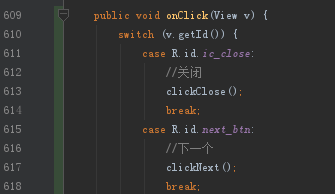 609 public void onClick(View v) {
610 switch (v.getId()) {
611 case R.id.ic_close:
612 //关闭
613 clickClose();
614 break;
615 case R.id.next_btn:
616 //下一个
617 clickNext();
618 break;